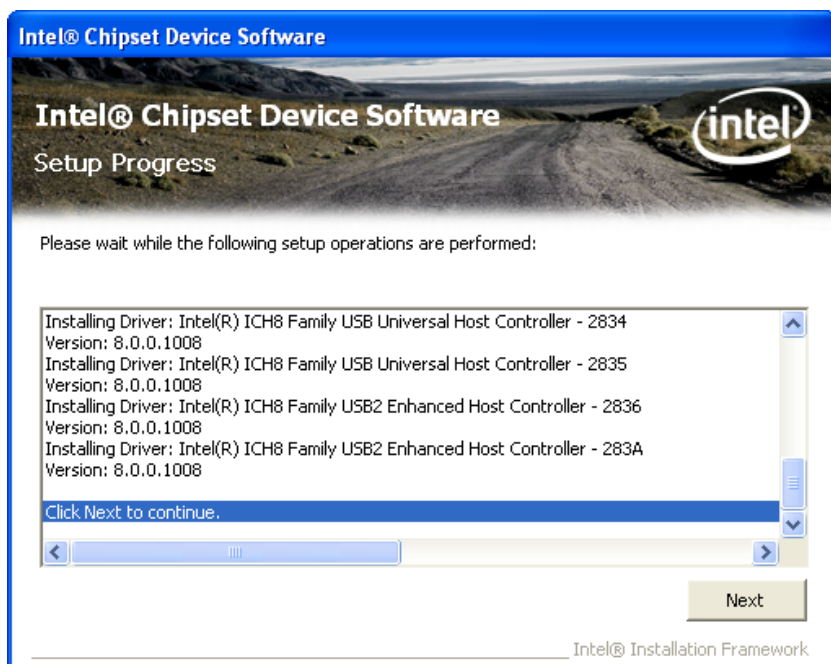 Intel® Chipset Device Software
Intel® Chipset Device Software
intel
Setup Progress
Please wait while the following setup operations are performed:
Installing Driver: Intel(R) ICH8 Family USB Universal Host Controller - 2834
Version: 8.0.0.1008
Installing Driver: Intel(R) ICH8 Family USB Universal Host Controller - 2835
Version: 8.0.0.1008
Installing Driver: Intel(R) ICH8 Family USB2 Enhanced Host Controller - 2836
Version: 8.0.0.1008
Installing Driver: Intel(R) ICH8 Family USB2 Enhanced Host Controller - 283A
Version: 8.0.0.1008
Click Next to continue.
Next
Intel® Installation Framework